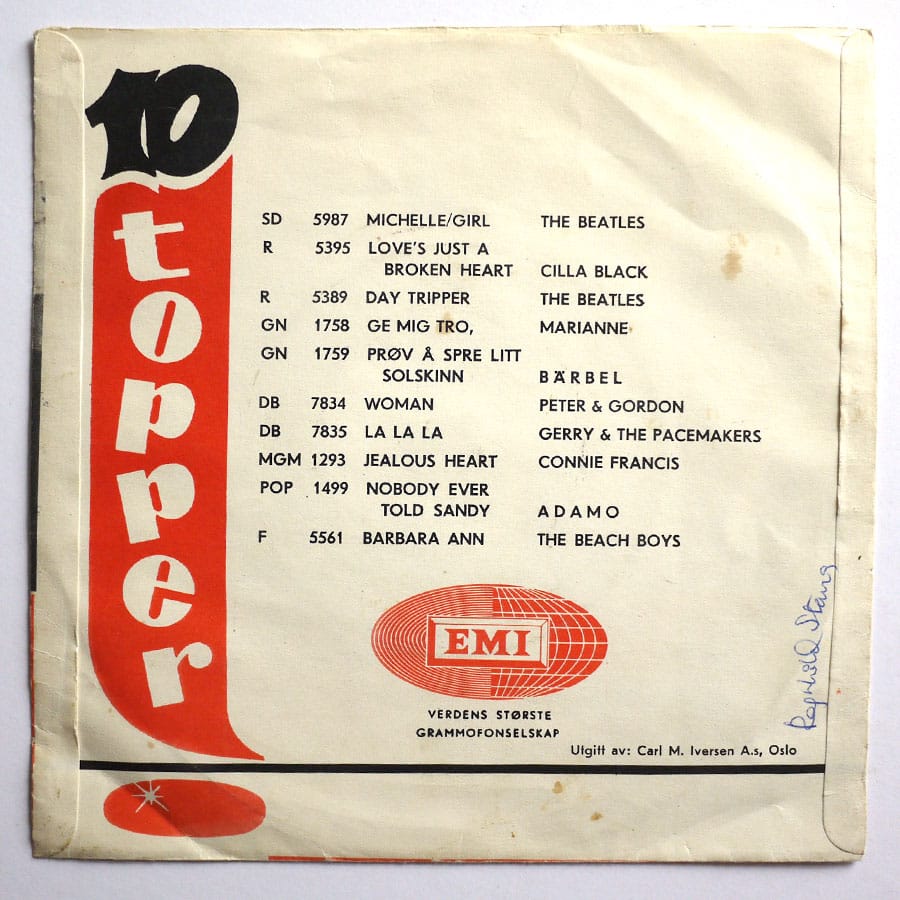 10
topper
SD 5987 MICHELLE/GIRL THE BEATLES
R 5395 LOVE'S JUST A
BROKEN HEART CILLA BLACK
R 5389 DAY TRIPPER THE BEATLES
GN 1758 GE MIG TRO, MARIANNE
GN 1759 PRØV Å SPRE LITT
SOLSKINN BÄRBEL
DB 7834 WOMAN PETER & GORDON
DB 7835 LA LA LA GERRY & THE PACEMAKERS
MGM 1293 JEALOUS HEART CONNIE FRANCIS
POP 1499 NOBODY EVER
TOLD SANDY ADAMO
F 5561 BARBARA ANN THE BEACH BOYS
EMI
VERDENS STØRSTE
GRAMMOFONSELSKAP
Utgitt av: Carl M. Iversen A.s, Oslo